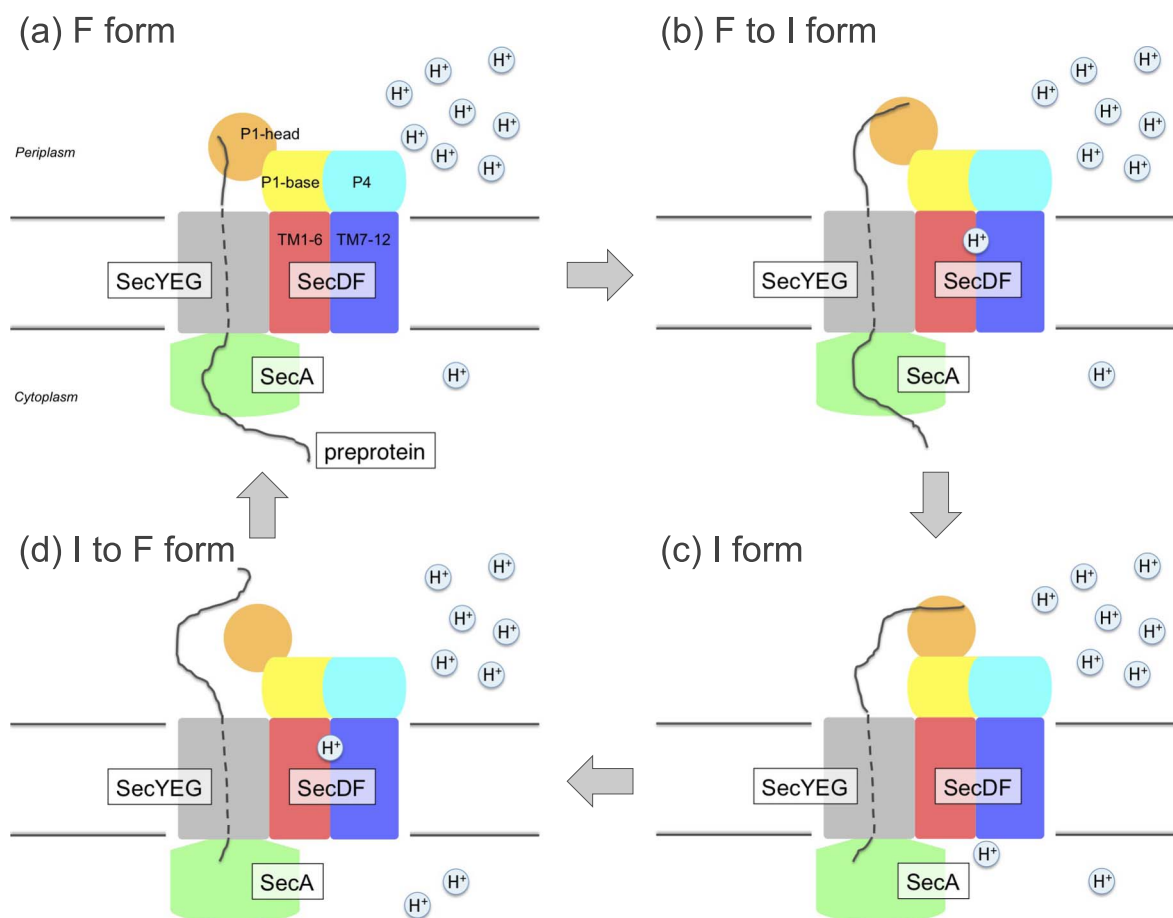 (a) F form
H⁺
H⁺
H⁺
H⁺
H⁺
H⁺
H⁺
H⁺
P1-head
Periplasm
P1-base
P4
TM1-6
TM7-12
SecYEG
SecDF
SecA
H⁺
Cytoplasm
preprotein
(b) F to I form
H⁺
H⁺
H⁺
H⁺
H⁺
H⁺
H⁺
H⁺
SecYEG
SecDF
SecA
H⁺
(c) I form
H⁺
H⁺
H⁺
H⁺
H⁺
H⁺
H⁺
SecYEG
SecDF
H⁺
SecA
H⁺
(d) I to F form
H⁺
H⁺
H⁺
H⁺
H⁺
H⁺
H⁺
SecYEG
SecDF
SecA
H⁺
H⁺